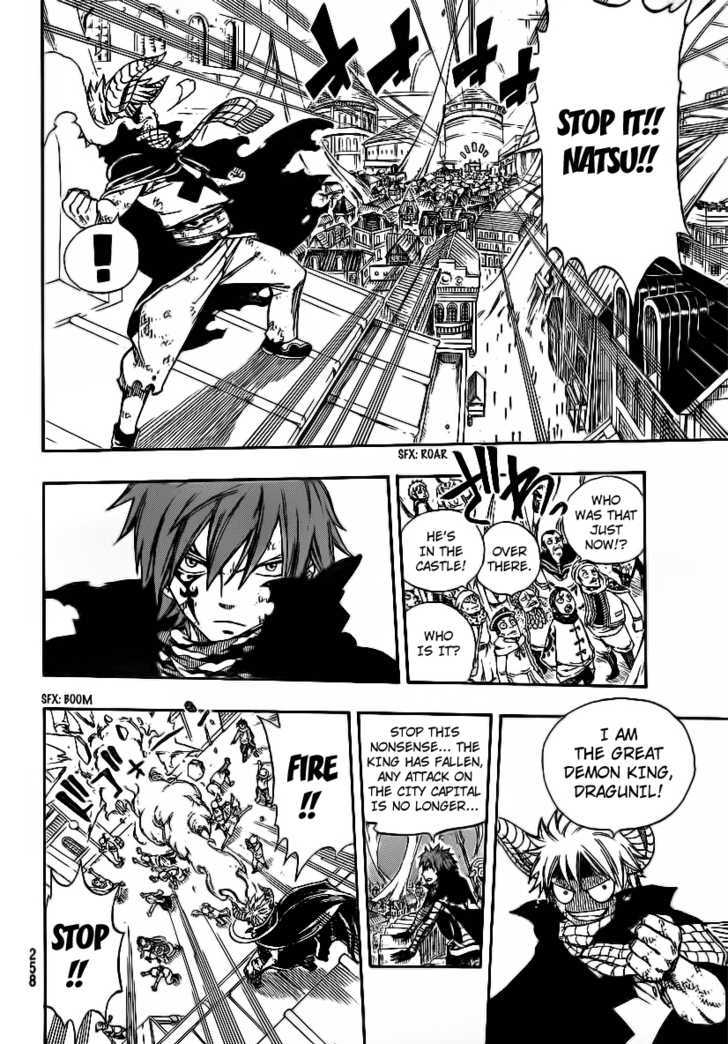 STOP IT!!
NATSU!!
!
SFX: ROAR
WHO
WAS THAT
JUST
NOW!?
OVER
THERE.
HE'S
IN THE
CASTLE!
WHO
IS IT?
ざわ
I AM
THE GREAT
DEMON KING,
DRAGUNIL!
STOP THIS
NONSENSE... THE
KING HAS FALLEN,
ANY ATTACK ON
THE CITY CAPITAL
IS NO LONGER...
SFX: BOOM
FIRE
!!
STOP
!!
258